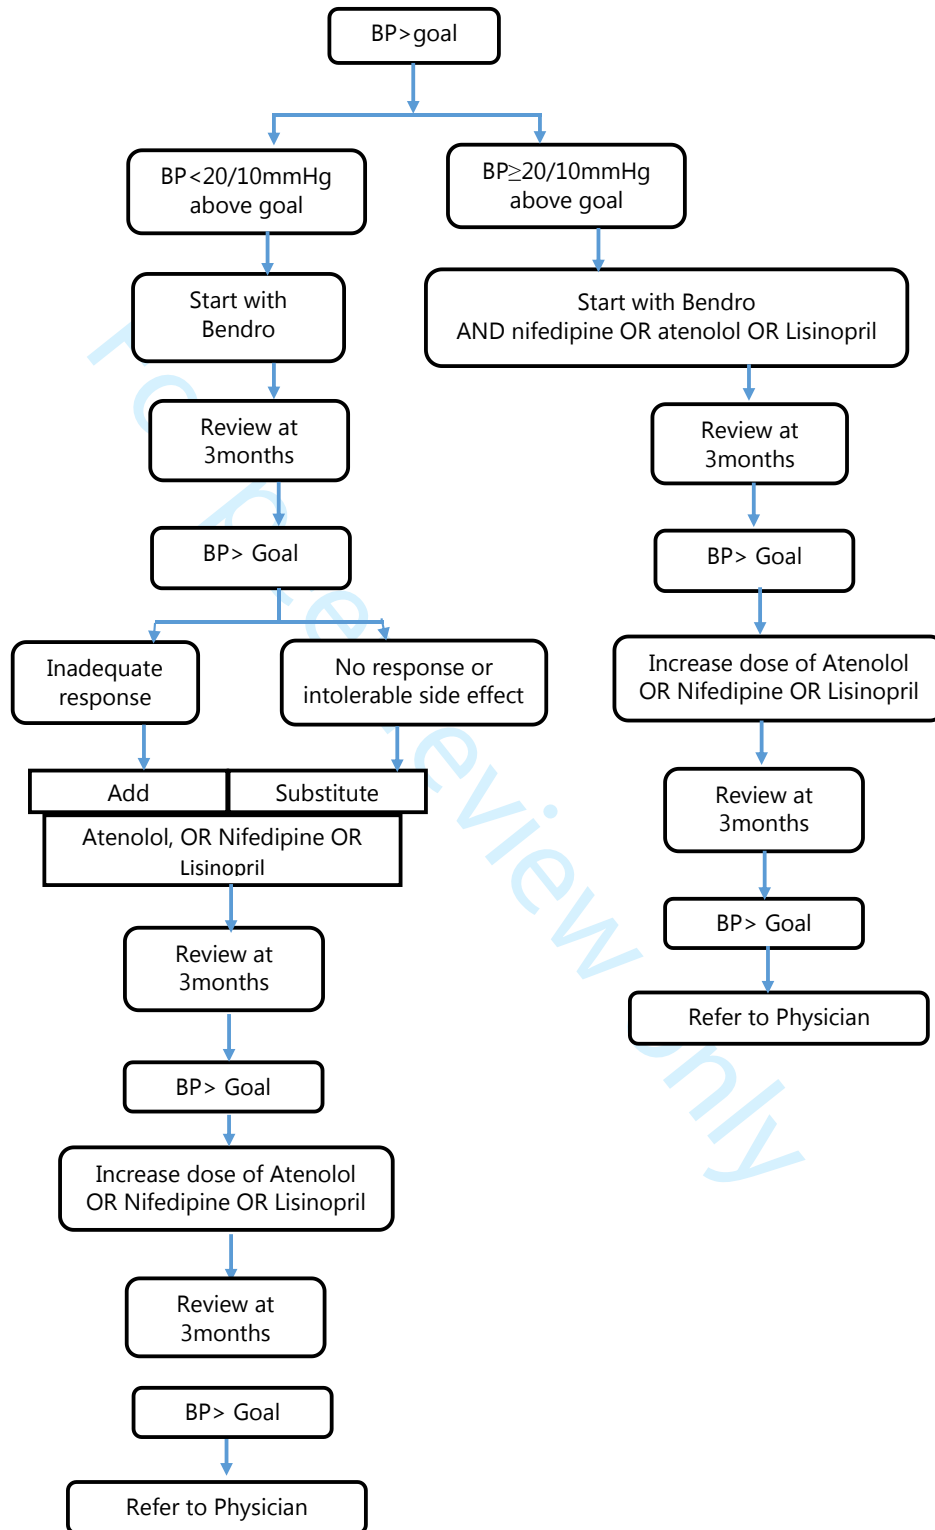 BP>goal
BP<20/10mmHg
above goal
BP≥20/10mmHg
above goal
Start with
Bendro
Start with Bendro
AND nifedipine OR atenolol OR Lisinopril
Review at
3months
Review at
3months
BP> Goal
BP> Goal
Inadequate
response
No response or
intolerable side effect
Increase dose of Atenolol
OR Nifedipine OR Lisinopril
Add
Substitute
Atenolol, OR Nifedipine OR
Lisinopril
Review at
3months
BP> Goal
Refer to Physician
Review at
3months
BP> Goal
Increase dose of Atenolol
OR Nifedipine OR Lisinopril
Review at
3months
BP> Goal
Refer to Physician
For Peer Review Only